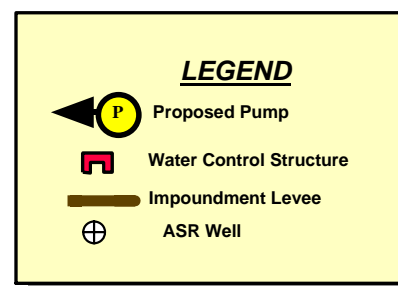 LEGEND
P Proposed Pump
Water Control Structure
Impoundment Levee
ASR Well